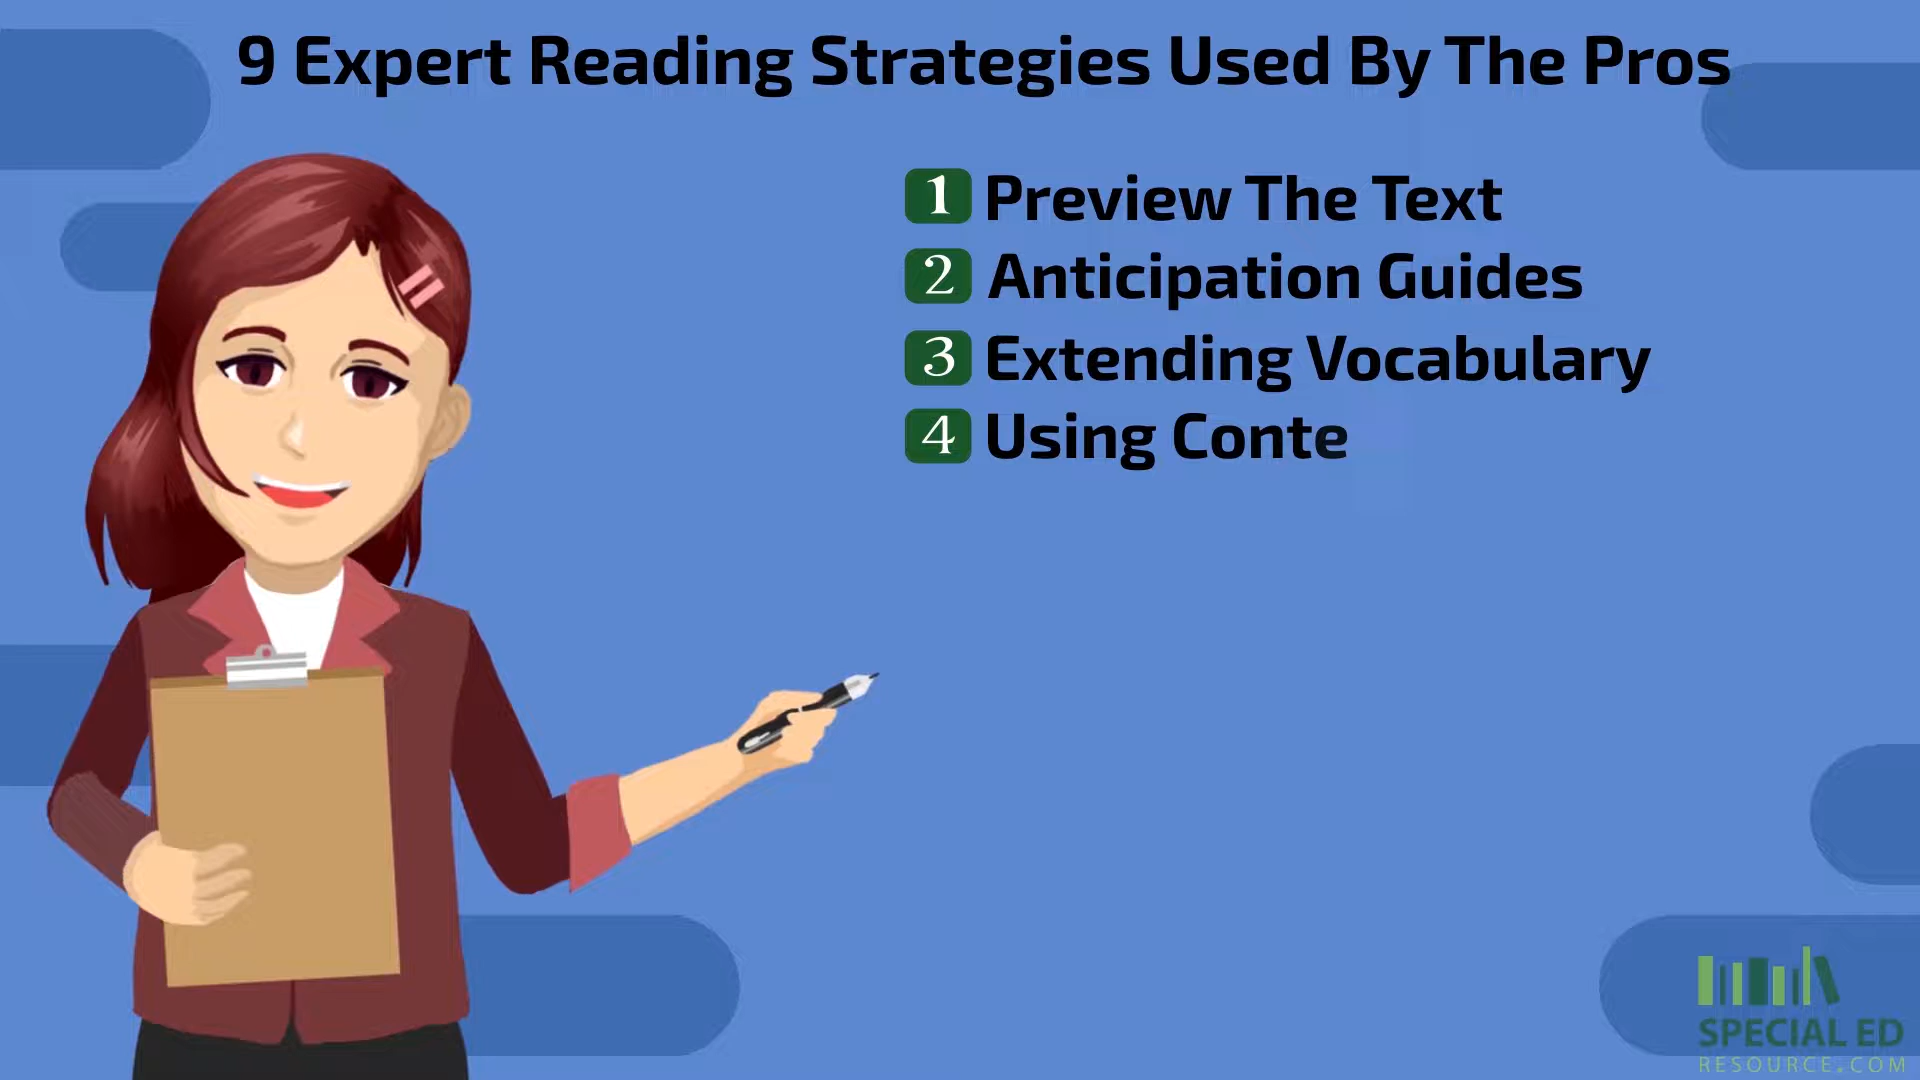 9 Expert Reading Strategies Used By The Pros
1 Preview The Text
2 Anticipation Guides
3 Extending Vocabulary
4 Using Conte
SPECIAL ED
RESOURCE.COM